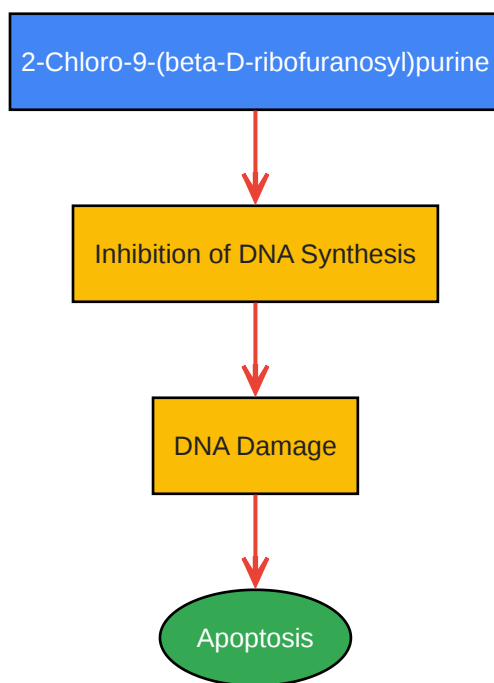 2-Chloro-9-(beta-D-ribofuranosyl)purine
Inhibition of DNA Synthesis
DNA Damage
Apoptosis